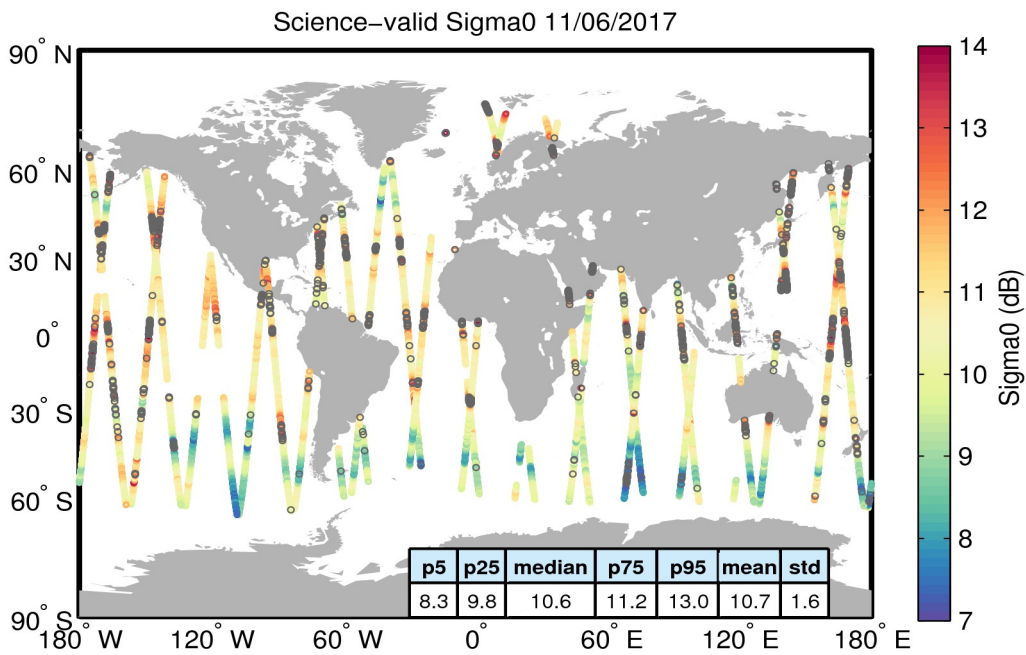 Science−valid Sigma0 11/06/2017
90° N
60° N
30° N
0°
30° S
60° S
90° S
180° W
120° W
60° W
0°
60° E
120° E
180° E
14
13
12
11
10
9
8
7
Sigma0 (dB)
p5 p25 median p75 p95 mean std
8.3 9.8 10.6 11.2 13.0 10.7 1.6